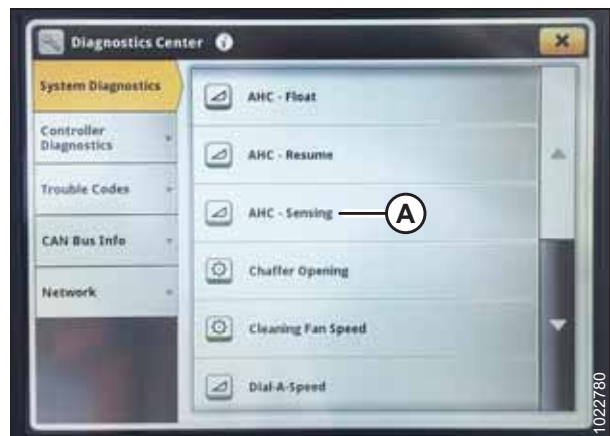 Diagnostics Center
System Diagnostics
Controller
Diagnostics
Trouble Codes
CAN Bus Info
Network
AHC - Float
AHC - Resume
AHC - Sensing
A
Chaffer Opening
Cleaning Fan Speed
Dial-A-Speed
1022780